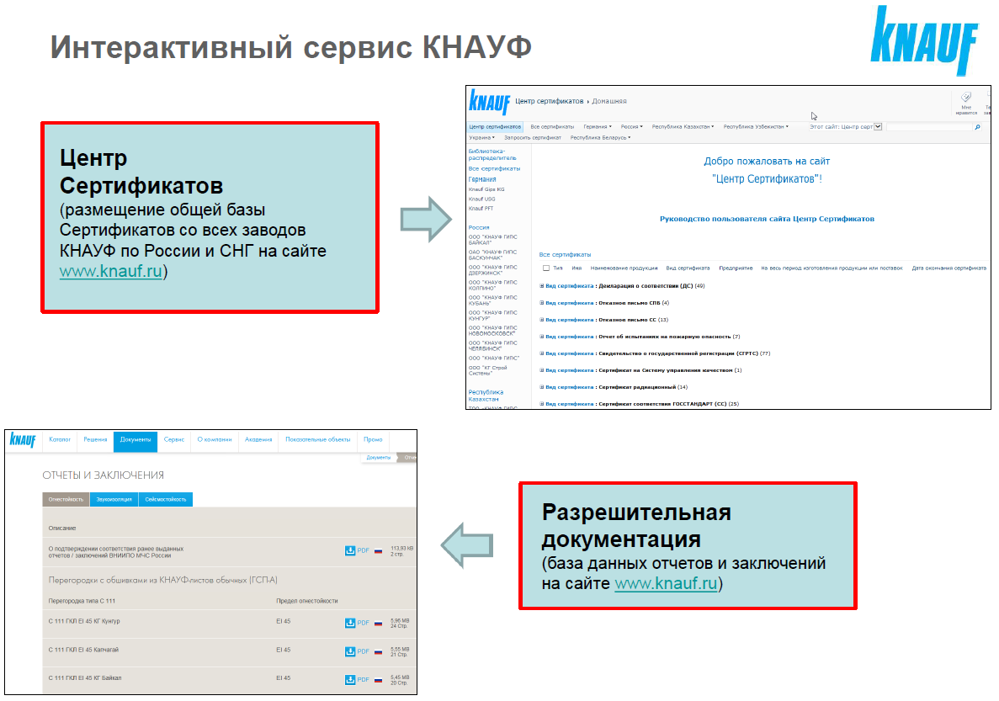 Интерактивный сервис КНАУФ
KNAUF
Центр
Сертификатов
(размещение общей базы
Сертификатов со всех заводов
КНАУФ по России и СНГ на сайте
www.knauf.ru)
KNAUF
Центр сертификатов › Домашняя
Мне
нравится
Центр сертификатов Все сертификаты Германия Россия Республика Казахстан Республика Узбекистан Этот сайт: Центр серт
Украина Запросить сертификат Республика Беларусь
Библиотека-
распределитель
Все сертификаты
Германия
Knauf Gips KG
Knauf USG
Knauf PFT
Россия
ООО "КНАУФ ГИПС
БАЙКАЛ"
ОАО "КНАУФ ГИПС
БАСКУНЧАК"
ООО "КНАУФ ГИПС
ДЗЕРЖИНСК"
ООО "КНАУФ ГИПС
КОЛПИНО"
ООО "КНАУФ ГИПС
КУБАНЬ"
ООО "КНАУФ ГИПС
КУНГУР"
ООО "КНАУФ ГИПС
НОВОМОСКОВСК"
ООО "КНАУФ ГИПС
ЧЕЛЯБИНСК"
ООО "КНАУФ ГИПС"
ООО "КГ Строй
Системы"
Республика
Казахстан
Добро пожаловать на сайт
"Центр Сертификатов"!
Руководство пользователя сайта Центр Сертификатов
Все сертификаты
Тип Имя Наименование продукции Вид сертификата Предприятие На весь период изготовления продукции или поставок Дата окончания сертификата
Вид сертификата : Декларация о соответствии (ДС) (49)
Вид сертификата : Отказное письмо СПБ (4)
Вид сертификата : Отказное письмо СС (13)
Вид сертификата : Отчет об испытаниях на пожарную опасность (7)
Вид сертификата : Свидетельство о государственной регистрации (СГРТС) (77)
Вид сертификата : Сертификат на Систему управления качеством (1)
Вид сертификата : Сертификат радиационный (14)
Вид сертификата : Сертификат соответствия ГОССТАНДАРТ (СС) (25)
KNAUF
Каталог Решения Документы Сервис О компании Академия Показательные объекты Промо
Документы Отче
ОТЧЕТЫ И ЗАКЛЮЧЕНИЯ
Огнестойкость Звукоизоляция Сейсмостойкость
Описание
О подтверждении соответствия ранее выданных
отчетов / заключений ВНИИПО МЧС России
PDF
113,93 kB
2 стр.
Перегородки с обшивками из КНАУФ-листов обычных (ГСП-А)
Перегородка типа С 111 Предел огнестойкости
С 111 ГКЛ EI 45 КГ Кунгур EI 45 PDF 5,96 MB
24 Стр.
С 111 ГКЛ EI 45 Капчагай EI 45 PDF 5,55 MB
21 Стр.
С 111 ГКЛ EI 45 КГ Байкал EI 45 PDF 5,45 MB
20 Стр.
Разрешительная
документация
(база данных отчетов и заключений
на сайте www.knauf.ru)